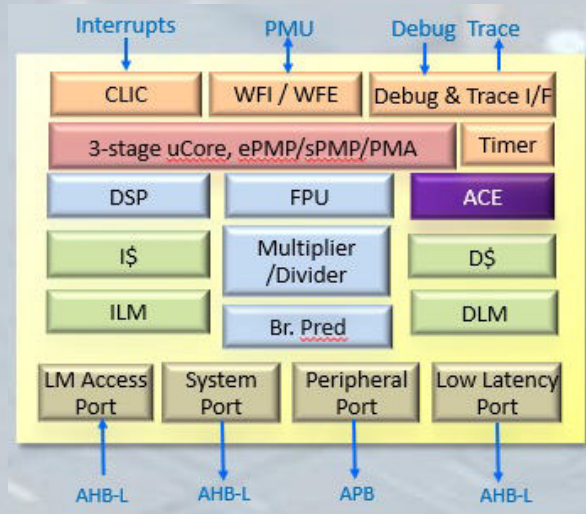 Interrupts PMU Debug Trace
CLIC WFI / WFE Debug & Trace I/F
3-stage uCore, ePMP/sPMP/PMA Timer
DSP FPU ACE
I$ Multiplier D$
/Divider
ILM Br. Pred DLM
LM Access System Peripheral Low Latency
Port Port Port Port
AHB-L AHB-L APB AHB-L